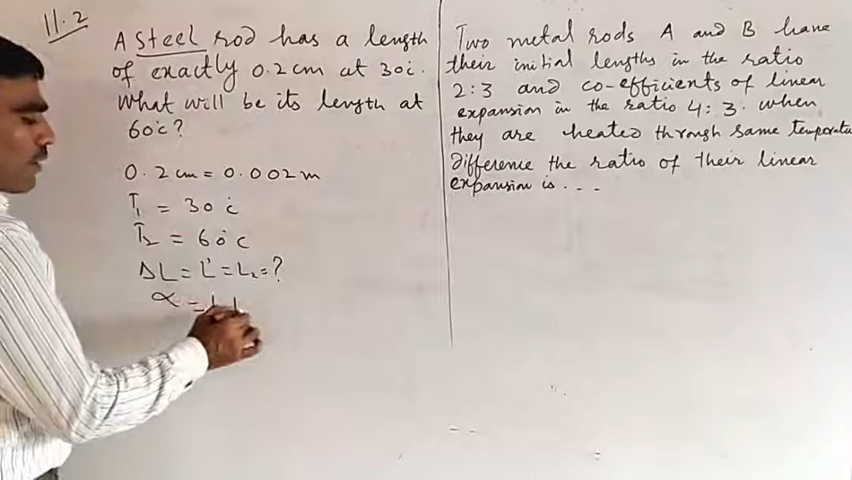 11.2
A steel rod has a length
of exactly 0.2 cm at 30°c.
What will be its length at
60°c?
0.2 cm = 0.002 m
T1 = 30°c
T2 = 60°c
ΔL = L' = L2 = ?
α =
Two metal rods A and B have
their initial lengths in the ratio
2:3 and co-efficients of linear
expansion in the ratio 4:3. when
they are heated through same temperatu
difference the ratio of their linear
expansion is . . .